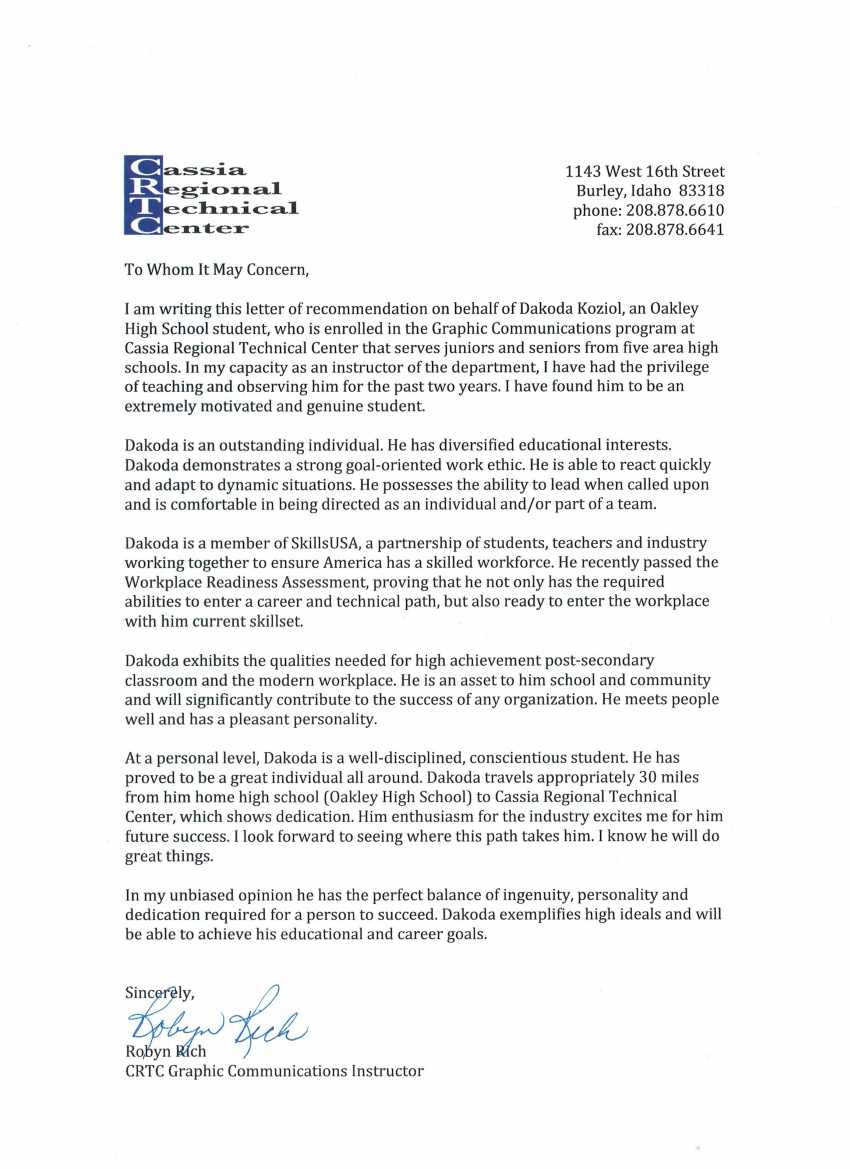 Cassia
Regional
Technical
Center
1143 West 16th Street
Burley, Idaho 83318
phone: 208.878.6610
fax: 208.878.6641
To Whom It May Concern,
I am writing this letter of recommendation on behalf of Dakoda Koziol, an Oakley
High School student, who is enrolled in the Graphic Communications program at
Cassia Regional Technical Center that serves juniors and seniors from five area high
schools. In my capacity as an instructor of the department, I have had the privilege
of teaching and observing him for the past two years. I have found him to be an
extremely motivated and genuine student.
Dakoda is an outstanding individual. He has diversified educational interests.
Dakoda demonstrates a strong goal-oriented work ethic. He is able to react quickly
and adapt to dynamic situations. He possesses the ability to lead when called upon
and is comfortable in being directed as an individual and/or part of a team.
Dakoda is a member of SkillsUSA, a partnership of students, teachers and industry
working together to ensure America has a skilled workforce. He recently passed the
Workplace Readiness Assessment, proving that he not only has the required
abilities to enter a career and technical path, but also ready to enter the workplace
with him current skillset.
Dakoda exhibits the qualities needed for high achievement post-secondary
classroom and the modern workplace. He is an asset to him school and community
and will significantly contribute to the success of any organization. He meets people
well and has a pleasant personality.
At a personal level, Dakoda is a well-disciplined, conscientious student. He has
proved to be a great individual all around. Dakoda travels appropriately 30 miles
from him home high school (Oakley High School) to Cassia Regional Technical
Center, which shows dedication. Him enthusiasm for the industry excites me for him
future success. I look forward to seeing where this path takes him. I know he will do
great things.
In my unbiased opinion he has the perfect balance of ingenuity, personality and
dedication required for a person to succeed. Dakoda exemplifies high ideals and will
be able to achieve his educational and career goals.
Sincerely,
Robyn Rich
Robyn Rich
CRTC Graphic Communications Instructor